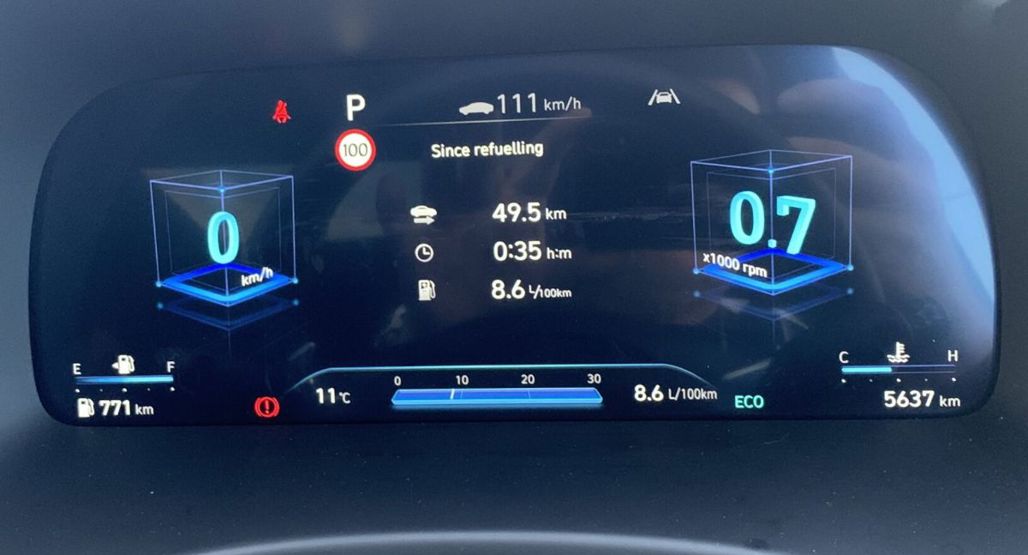 P
111 km/h
100
Since refuelling
49.5 km
0:35 h:m
8.6 L/100km
0
km/h
0.7
x1000 rpm
E F
771 km
11°C
0 10 20 30
8.6 L/100km
ECO
C H
5637 km